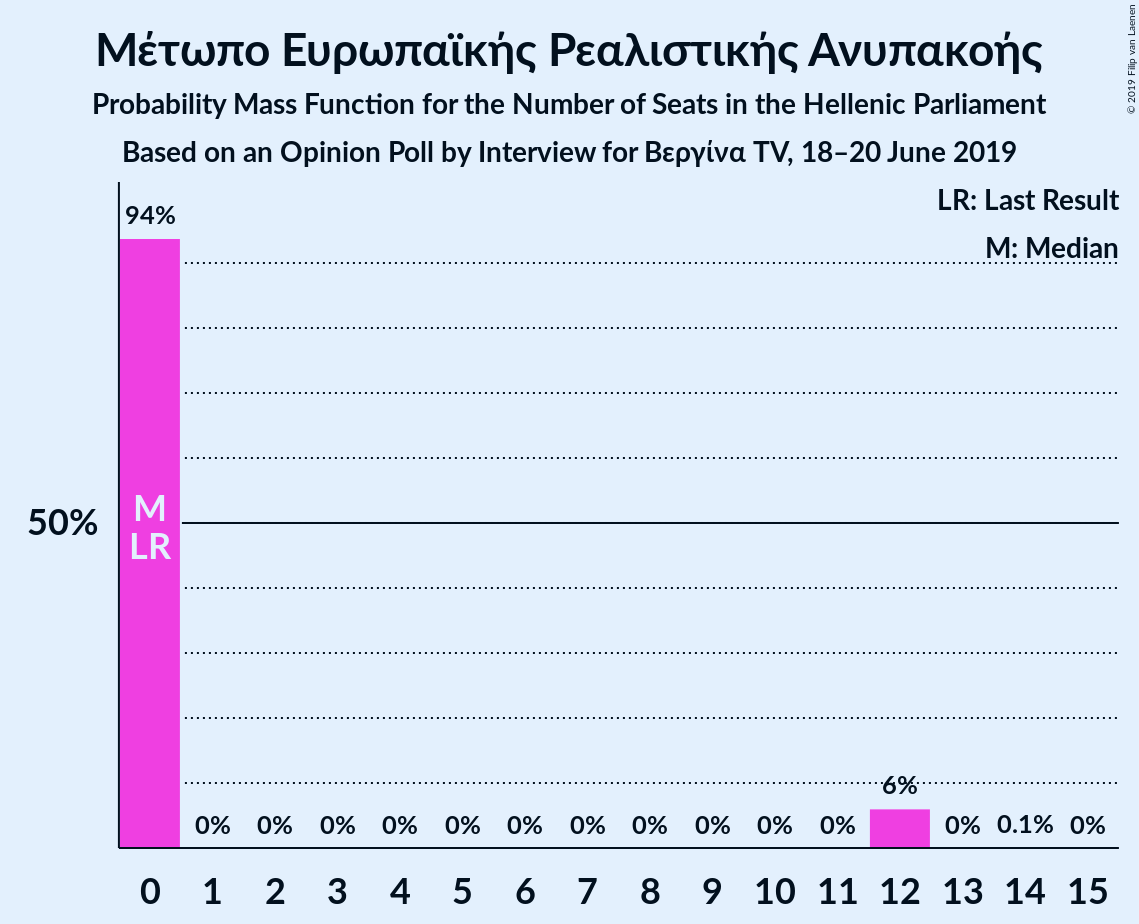 Μέτωπο Ευρωπαϊκής Ρεαλιστικής Ανυπακοής
Probability Mass Function for the Number of Seats in the Hellenic Parliament
Based on an Opinion Poll by Interview for Βεργίνα TV, 18–20 June 2019
© 2019 Filip van Laenen
LR: Last Result
M: Median
94%
M
LR
50%
6%
0% 0% 0% 0% 0% 0% 0% 0% 0% 0% 0% 0% 0.1% 0%
0 1 2 3 4 5 6 7 8 9 10 11 12 13 14 15